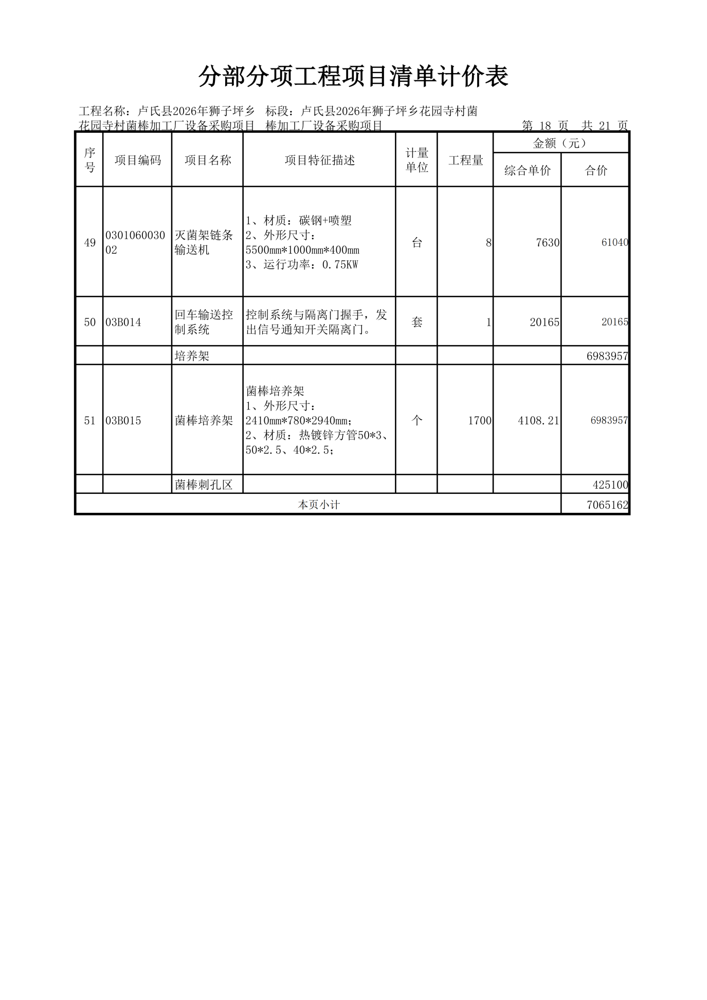 分部分项工程项目清单计价表
工程名称：卢氏县2026年狮子坪乡 标段：卢氏县2026年狮子坪乡花园寺村菌
花园寺村菌棒加工厂设备采购项目 棒加工厂设备采购项目 第 18 页 共 21 页
序号 项目编码 项目名称 项目特征描述 计量单位 工程量 金额（元）
综合单价 合价
49 030106003002 灭菌架链条输送机 1、材质：碳钢+喷塑
2、外形尺寸：
5500mm*1000mm*400mm
3、运行功率：0.75KW 台 8 7630 61040
50 03B014 回车输送控制系统 控制系统与隔离门握手，发
出信号通知开关隔离门。 套 1 20165 20165
培养架 6983957
51 03B015 菌棒培养架 菌棒培养架
1、外形尺寸：
2410mm*780*2940mm；
2、材质：热镀锌方管50*3、
50*2.5、40*2.5； 个 1700 4108.21 6983957
菌棒刺孔区 425100
本页小计 7065162